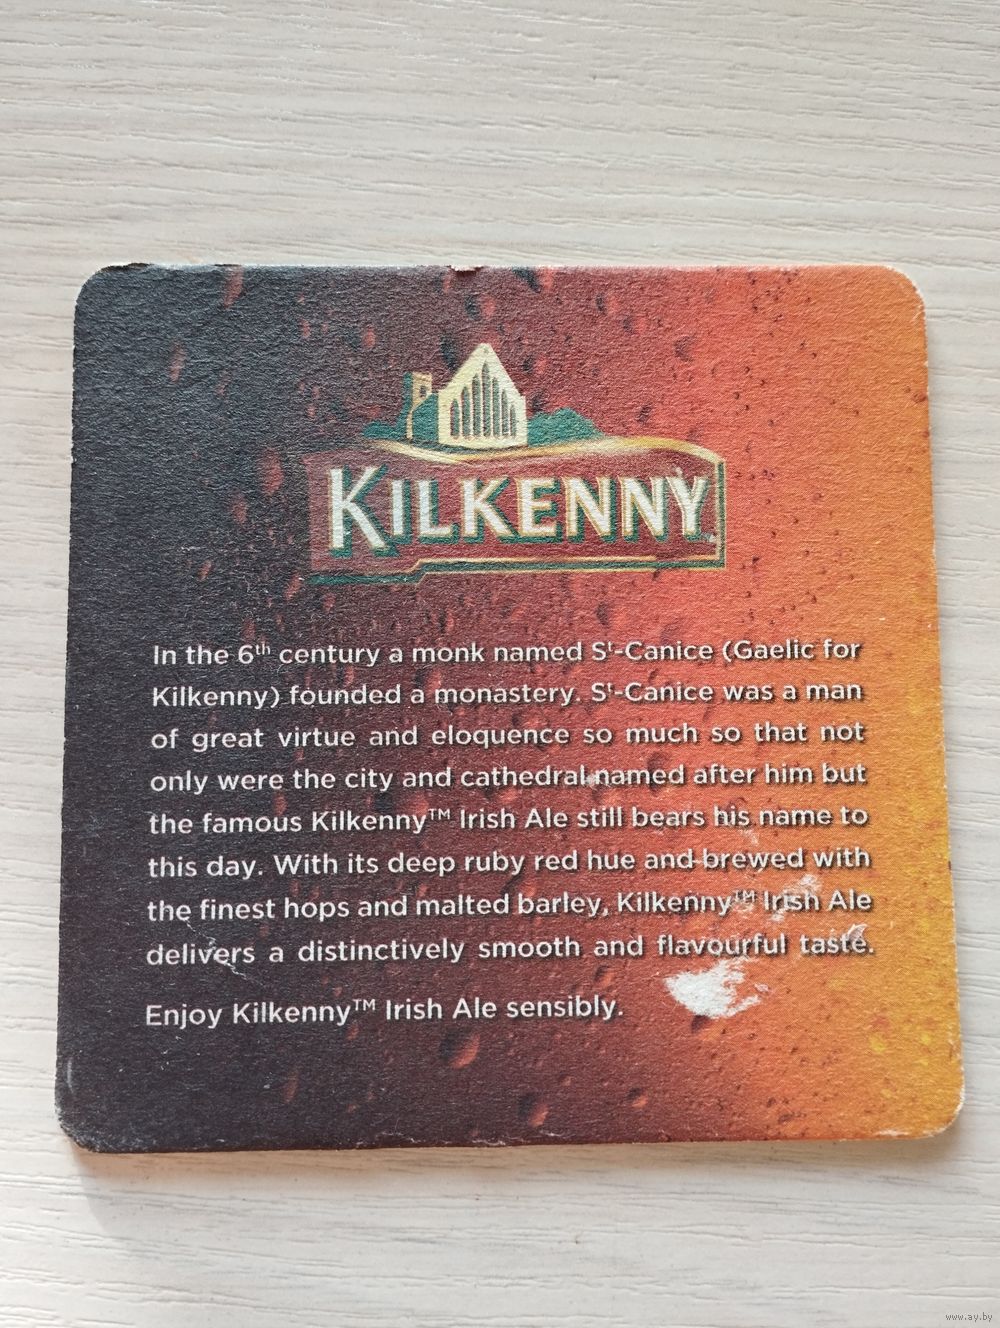 KILKENNY
In the 6th century a monk named St-Canice (Gaelic for
Kilkenny) founded a monastery. St-Canice was a man
of great virtue and eloquence so much so that not
only were the city and cathedral named after him but
the famous Kilkenny™ Irish Ale still bears his name to
this day. With its deep ruby red hue and brewed with
the finest hops and malted barley, Kilkenny™ Irish Ale
delivers a distinctively smooth and flavourful taste.
Enjoy Kilkenny™ Irish Ale sensibly.
www.ay.by